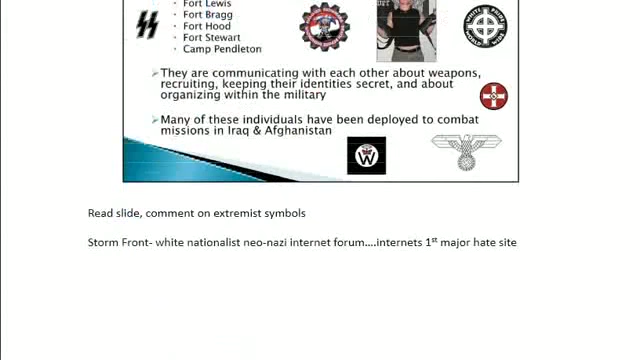 · Fort Lewis
· Fort Bragg
· Fort Hood
· Fort Stewart
· Camp Pendleton
➢They are communicating with each other about weapons,
recruiting, keeping their identities secret, and about
organizing within the military
➢Many of these individuals have been deployed to combat
missions in Iraq & Afghanistan
W
Read slide, comment on extremist symbols
Storm Front- white nationalist neo-nazi internet forum....internets 1st major hate site